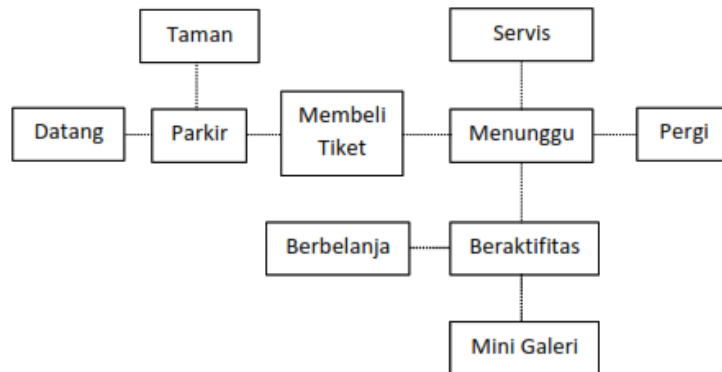 Taman
Servis
Datang
Parkir
Membeli
Tiket
Menunggu
Pergi
Berbelanja
Beraktifitas
Mini Galeri